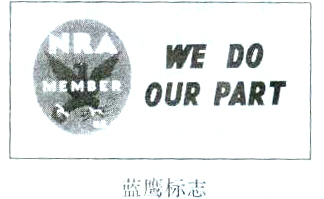 NRA
MEMBER
WE DO
OUR PART
蓝鹰标志